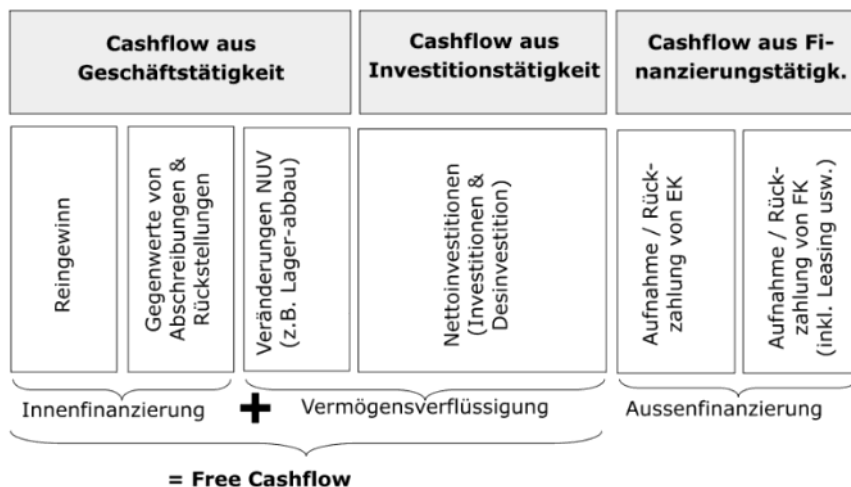 Cashflow aus
Geschäftstätigkeit
Cashflow aus
Investitionstätigkeit
Cashflow aus Fi-
nanzierungstätigk.
Reingewinn
Gegenwerte von
Abschreibungen &
Rückstellungen
Veränderungen NUV
(z.B. Lager-abbau)
Nettoinvestitionen
(Investitionen &
Desinvestition)
Aufnahme / Rück-
zahlung von EK
Aufnahme / Rück-
zahlung von FK
(inkl. Leasing usw.)
Innenfinanzierung
+
Vermögensverflüssigung
Aussenfinanzierung
= Free Cashflow